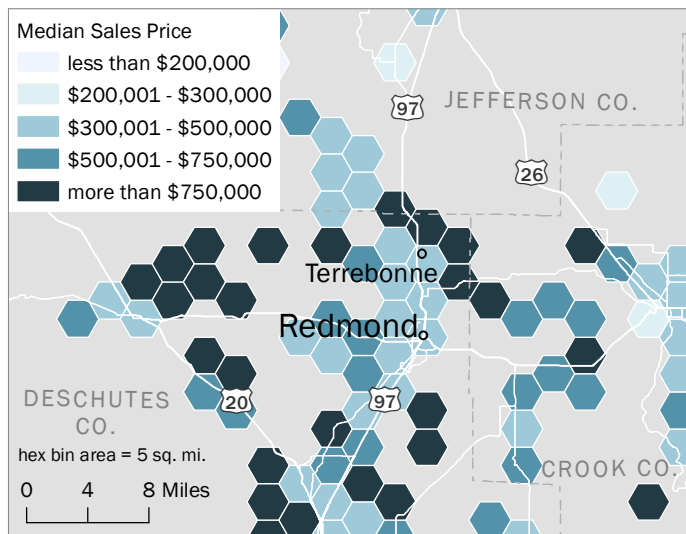 Median Sales Price
less than $200,000
$200,001 - $300,000
$300,001 - $500,000
$500,001 - $750,000
more than $750,000
97
JEFFERSON CO.
26
Terrebonne
Redmond
DESCHUTES
CO.
20
97
hex bin area = 5 sq. mi.
CROOK CO.
0 4 8 Miles